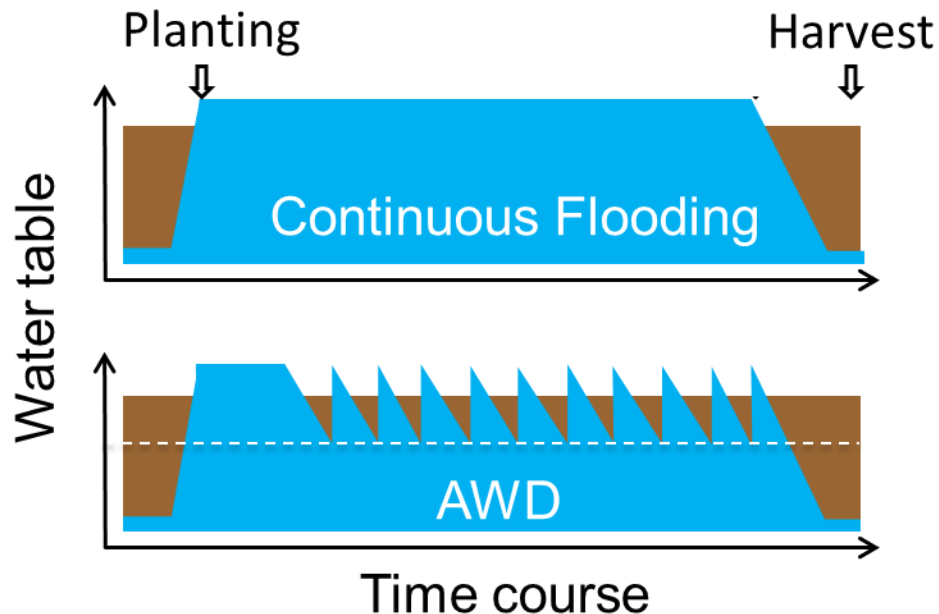 Planting
Harvest
Water table
Continuous Flooding
AWD
Time course